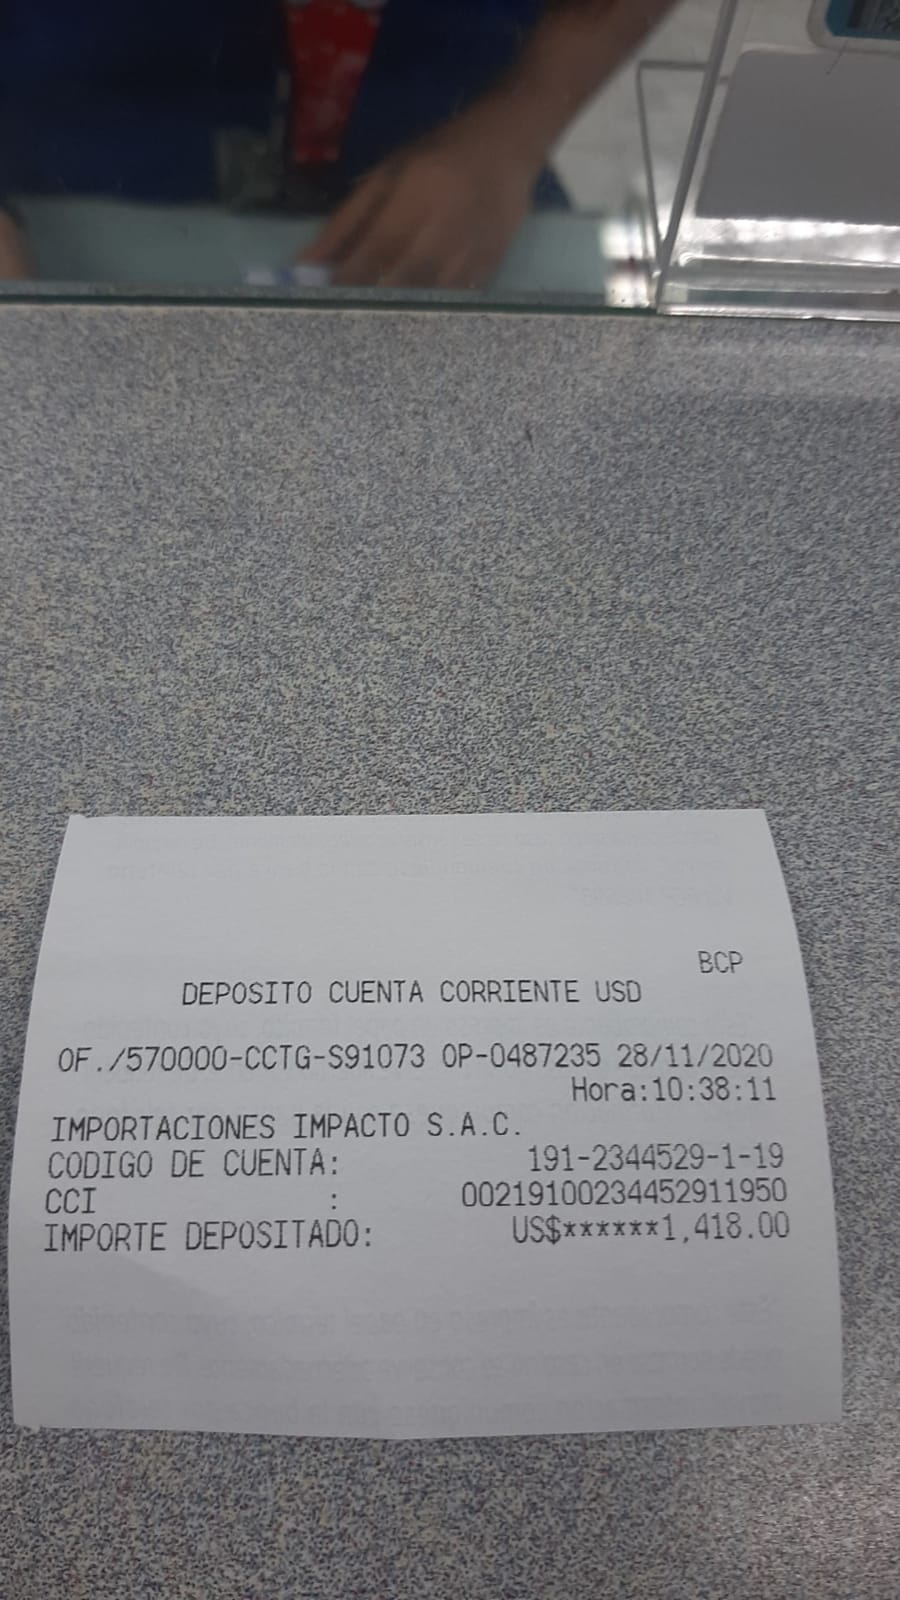 BCP
DEPOSITO CUENTA CORRIENTE USD
OF./570000-CCTG-S91073 OP-0487235 28/11/2020
Hora:10:38:11
IMPORTACIONES IMPACTO S.A.C.
CODIGO DE CUENTA: 191-2344529-1-19
CCI : 00219100234452911950
IMPORTE DEPOSITADO: US$******1,418.00